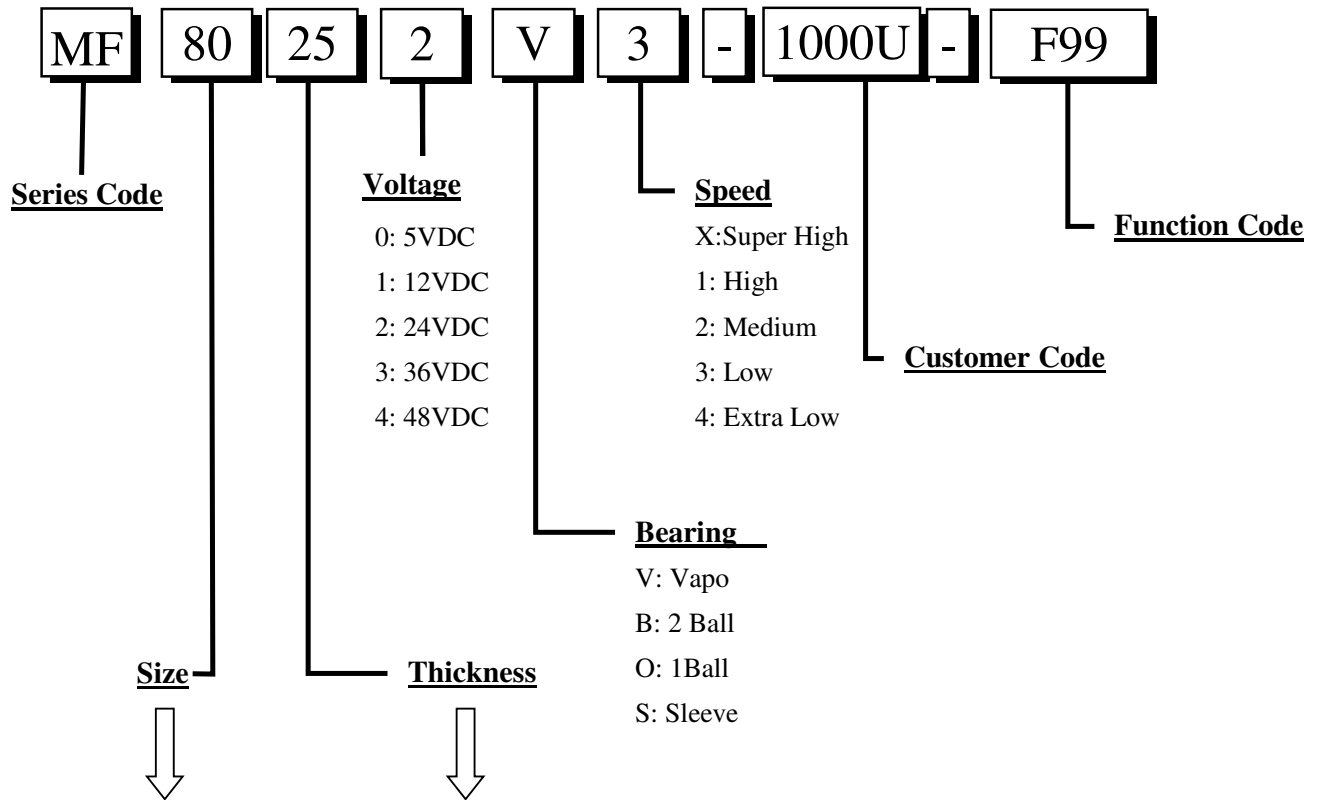 MF 80 25 2 V 3 - 1000U - F99
Series Code
Voltage
0: 5VDC
1: 12VDC
2: 24VDC
3: 36VDC
4: 48VDC
Speed
X:Super High
1: High
2: Medium
3: Low
4: Extra Low
Function Code
Customer Code
Bearing
V: Vapo
B: 2 Ball
O: 1Ball
S: Sleeve
Size
Thickness